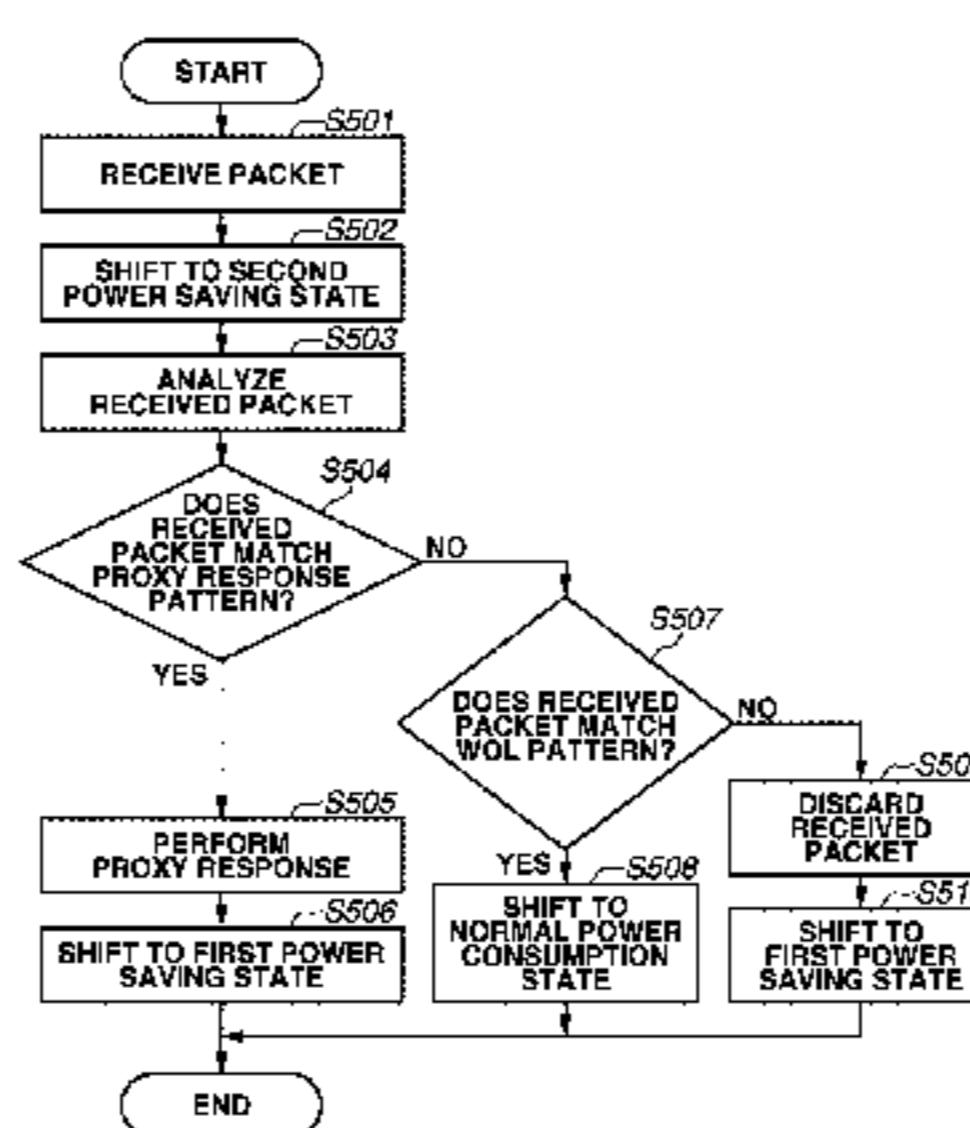 START
S501
RECEIVE PACKET
S502
SHIFT TO SECOND
POWER SAVING STATE
S503
ANALYZE
RECEIVED PACKET
S504
DOES
RECEIVED
PACKET MATCH
PROXY RESPONSE
PATTERN?
NO
YES
S507
DOES RECEIVED
PACKET MATCH
WOL PATTERN?
NO
YES
S505
PERFORM
PROXY RESPONSE
S506
SHIFT TO FIRST POWER
SAVING STATE
S508
SHIFT TO
NORMAL POWER
CONSUMPTION
STATE
S50
DISCARD
RECEIVED
PACKET
S51
SHIFT TO
FIRST POWER
SAVING STATE
END